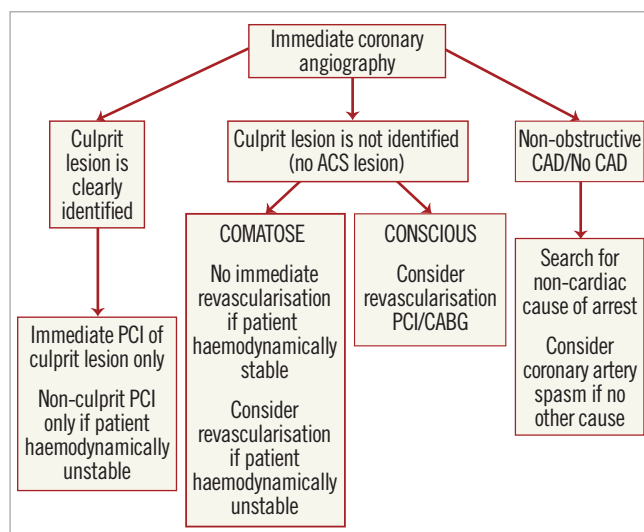 Immediate coronary
angiography
Culprit
lesion is
clearly
identified
Culprit lesion is not identified
(no ACS lesion)
Non-obstructive
CAD/No CAD
Immediate PCI of
culprit lesion only
Non-culprit PCI
only if patient
haemodynamically
unstable
COMATOSE
No immediate
revascularisation
if patient
haemodynamically
stable
Consider
revascularisation
if patient
haemodynamically
unstable
CONSCIOUS
Consider
revascularisation
PCI/CABG
Search for
non-cardiac
cause of arrest
Consider
coronary artery
spasm if no
other cause